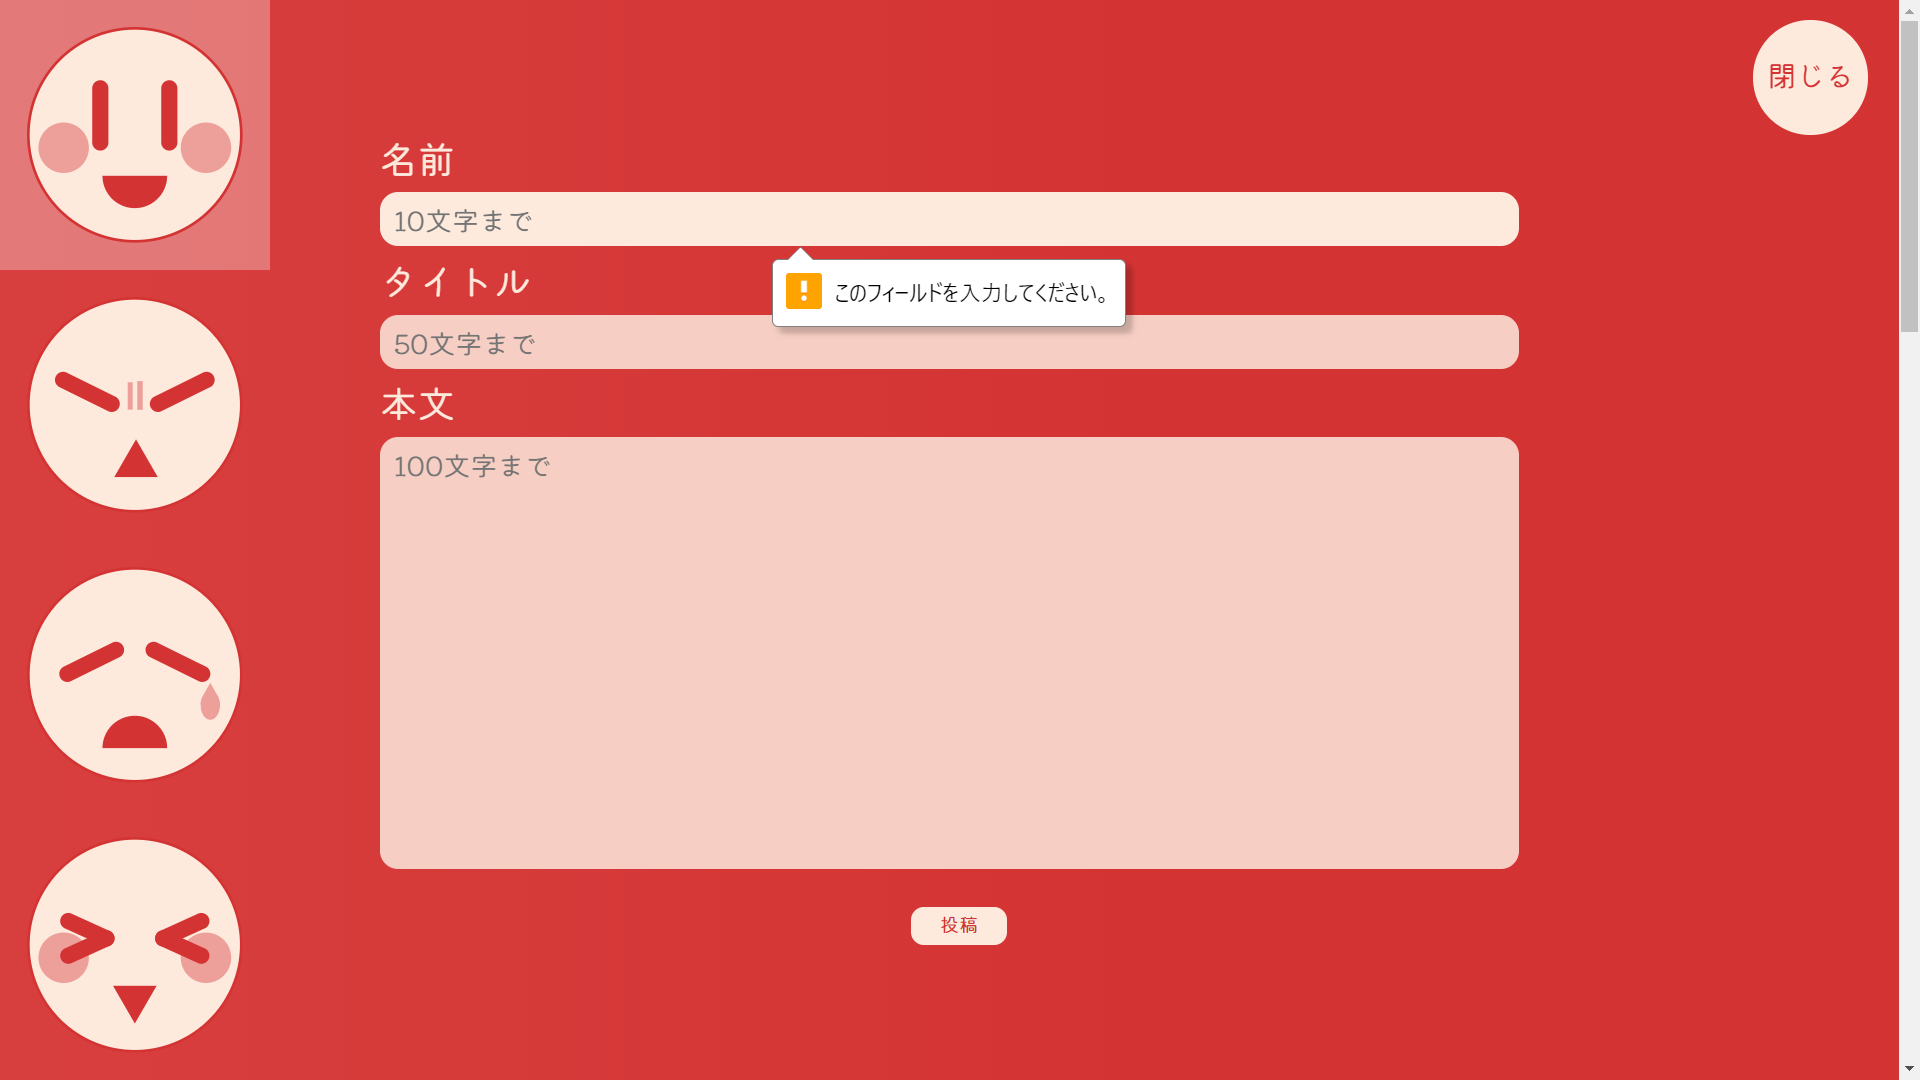 閉じる
名前
10文字まで
タイトル
このフィールドを入力してください。
50文字まで
本文
100文字まで
投稿